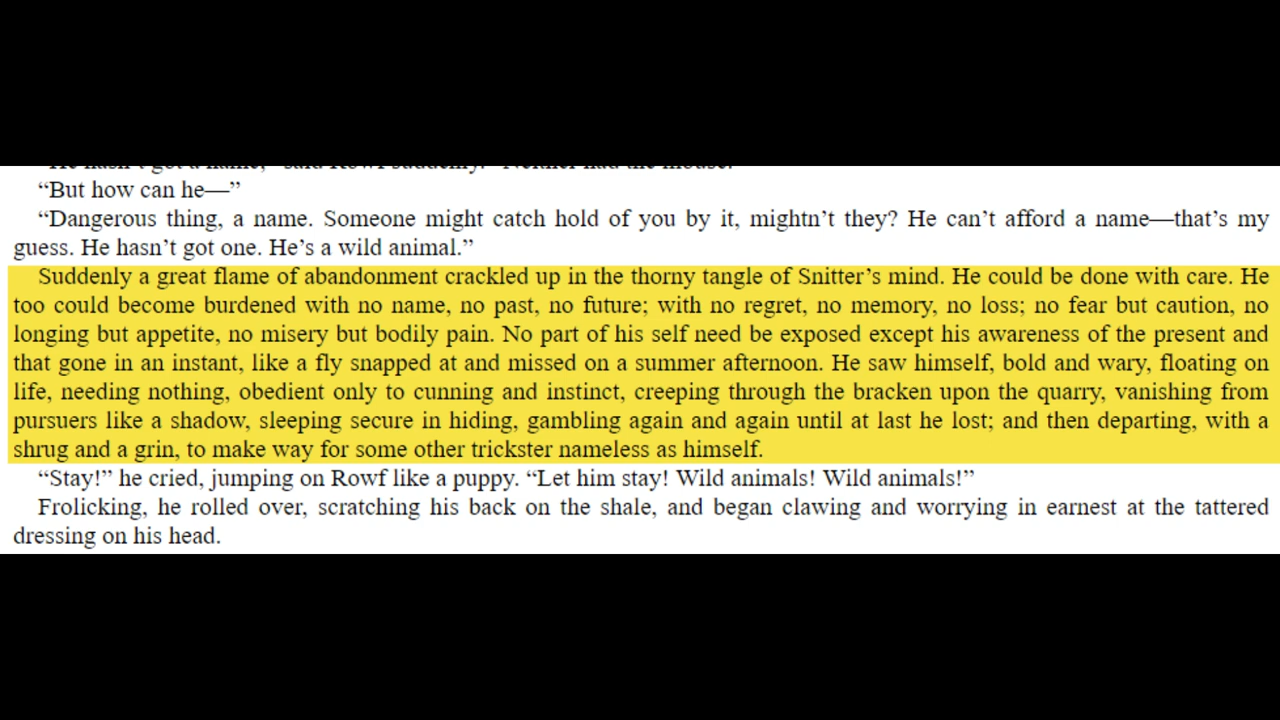 “He hasn’t got a name,” said Rowf suddenly. “Neither had the mouse.”
“But how can he—”
“Dangerous thing, a name. Someone might catch hold of you by it, mightn’t they? He can’t afford a name—that’s my
guess. He hasn’t got one. He’s a wild animal.”
Suddenly a great flame of abandonment crackled up in the thorny tangle of Snitter’s mind. He could be done with care. He
too could become burdened with no name, no past, no future; with no regret, no memory, no loss; no fear but caution, no
longing but appetite, no misery but bodily pain. No part of his self need be exposed except his awareness of the present and
that gone in an instant, like a fly snapped at and missed on a summer afternoon. He saw himself, bold and wary, floating on
life, needing nothing, obedient only to cunning and instinct, creeping through the bracken upon the quarry, vanishing from
pursuers like a shadow, sleeping secure in hiding, gambling again and again until at last he lost; and then departing, with a
shrug and a grin, to make way for some other trickster nameless as himself.
“Stay!” he cried, jumping on Rowf like a puppy. “Let him stay! Wild animals! Wild animals!”
Frolicking, he rolled over, scratching his back on the shale, and began clawing and worrying in earnest at the tattered
dressing on his head.